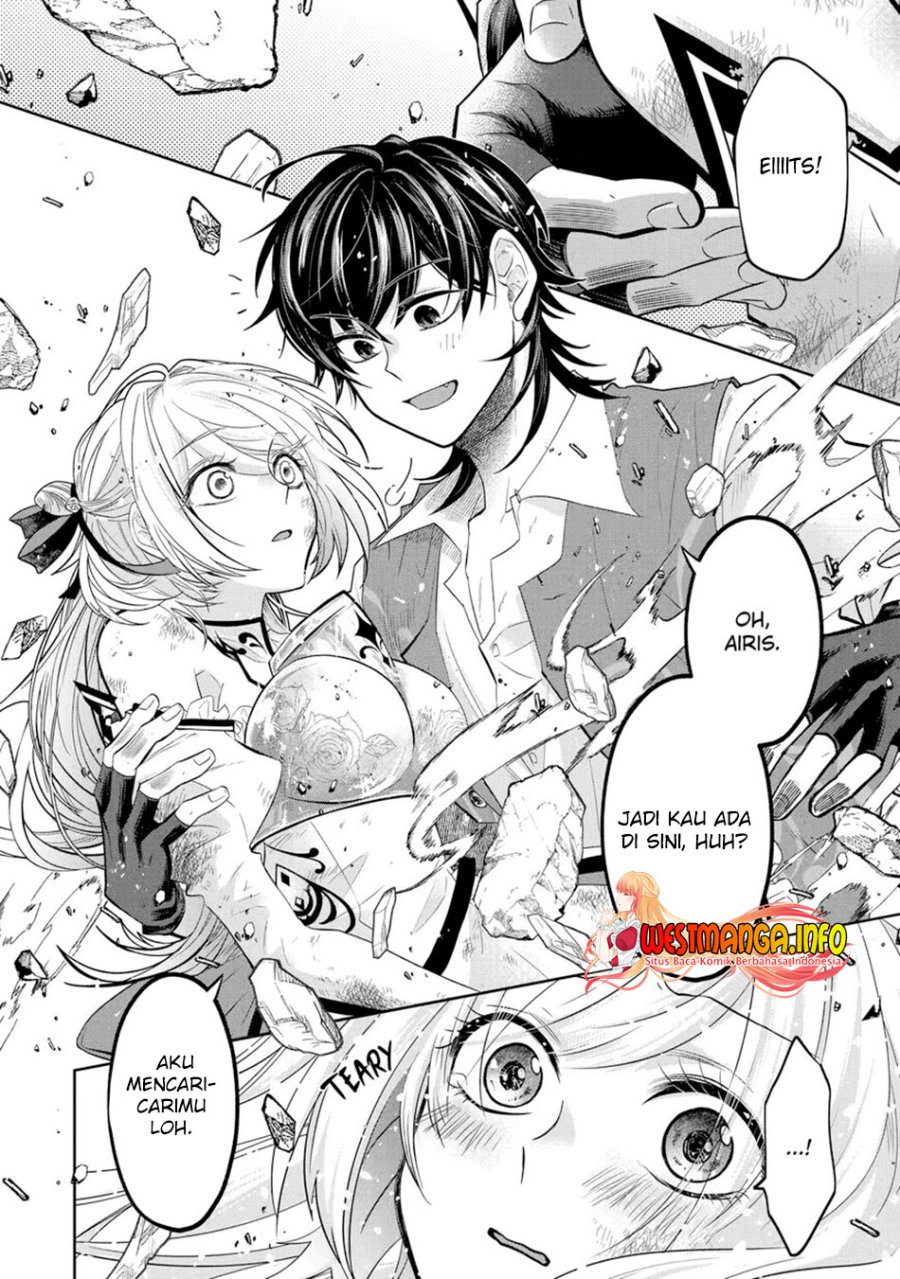 EIIIITS!
OH,
AIRIS.
JADI KAU ADA
DI SINI, HUH?
WESTMANGA.INFO
Situs Baca Komik Berbahasa Indonesia
AKU
MENCARI-
CARIMU
LOH.
TEARY
...!